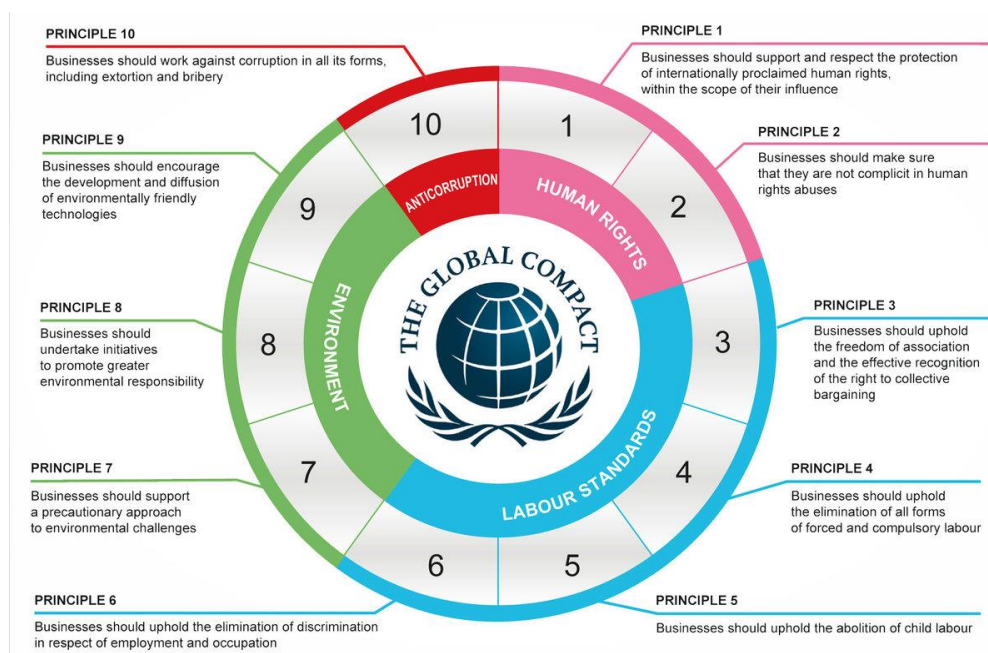 PRINCIPLE 10
Businesses should work against corruption in all its forms,
including extortion and bribery
PRINCIPLE 1
Businesses should support and respect the protection
of internationally proclaimed human rights,
within the scope of their influence
PRINCIPLE 9
Businesses should encourage
the development and diffusion
of environmentally friendly
technologies
PRINCIPLE 2
Businesses should make sure
that they are not complicit in human
rights abuses
PRINCIPLE 8
Businesses should
undertake initiatives
to promote greater
environmental responsibility
PRINCIPLE 3
Businesses should uphold
the freedom of association
and the effective recognition
of the right to collective
bargaining
PRINCIPLE 7
Businesses should support
a precautionary approach
to environmental challenges
PRINCIPLE 4
Businesses should uphold
the elimination of all forms
of forced and compulsory labour
PRINCIPLE 6
Businesses should uphold the elimination of discrimination
in respect of employment and occupation
PRINCIPLE 5
Businesses should uphold the abolition of child labour
10
1
2
3
4
5
6
7
8
9
ANTICORRUPTION
HUMAN RIGHTS
LABOUR STANDARDS
ENVIRONMENT
THE GLOBAL COMPACT